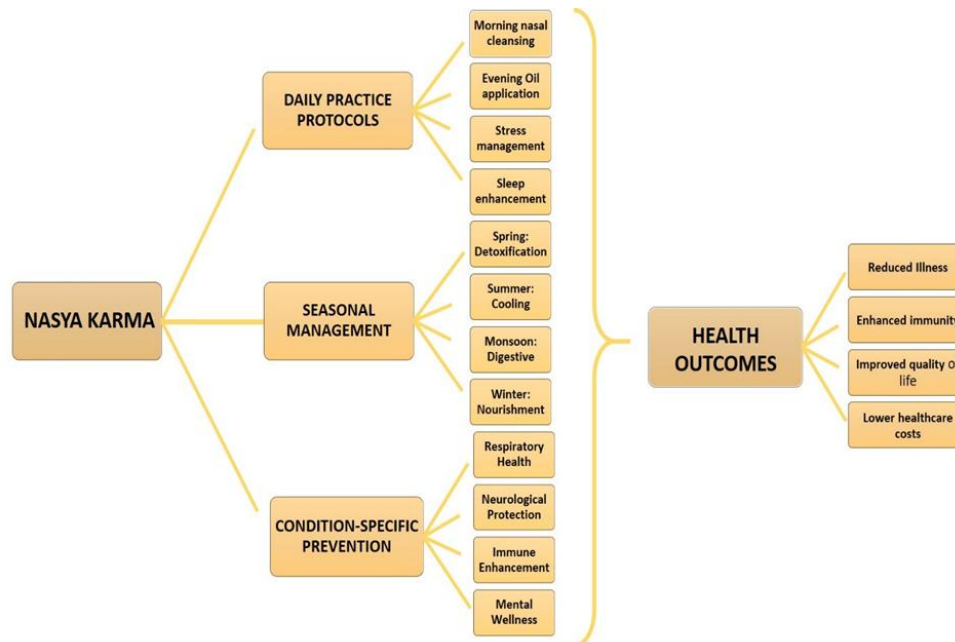 NASYA KARMA
DAILY PRACTICE
PROTOCOLS
Morning nasal
cleansing
Evening Oil
application
Stress
management
Sleep
enhancement
SEASONAL
MANAGEMENT
Spring:
Detoxification
Summer:
Cooling
Monsoon:
Digestive
Winter:
Nourishment
CONDITION-SPECIFIC
PREVENTION
Respiratory
Health
Neurological
Protection
Immune
Enhancement
Mental
Wellness
HEALTH
OUTCOMES
Reduced Illness
Enhanced immunity
Improved quality o
life
Lower healthcare
costs